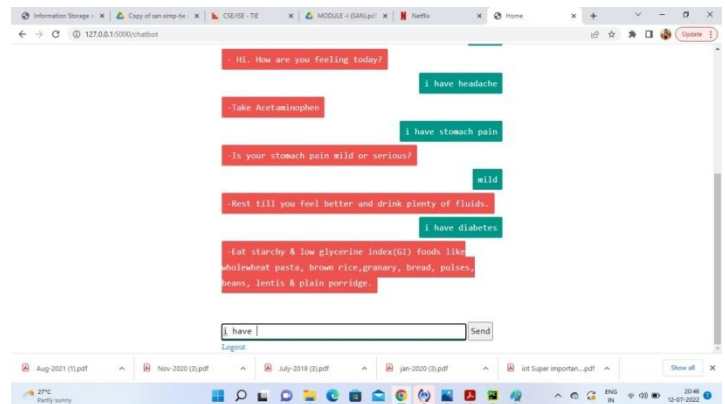 Information Storage
Copy of san simp-tie
CSE/ISE - TIE
MODULE -I (SAN).pdf
Netflix
Home
127.0.0.1:5000/chatbot
Update
- Hi. How are you feeling today?
i have headache
-Take Acetaminophen
i have stomach pain
-Is your stomach pain mild or serious?
mild
-Rest till you feel better and drink plenty of fluids.
i have diabetes
-Eat starchy & low glycerine index(GI) foods like
wholewheat pasta, brown rice,granary, bread, pulses,
beans, lentis & plain porridge.
i have
Send
Logout
Aug-2021 (1).pdf
Nov-2020 (3).pdf
July-2019 (3).pdf
jan-2020 (3).pdf
iot Super importan....pdf
Show all
27°C
Partly sunny
ENG
IN
20:46
12-07-2022